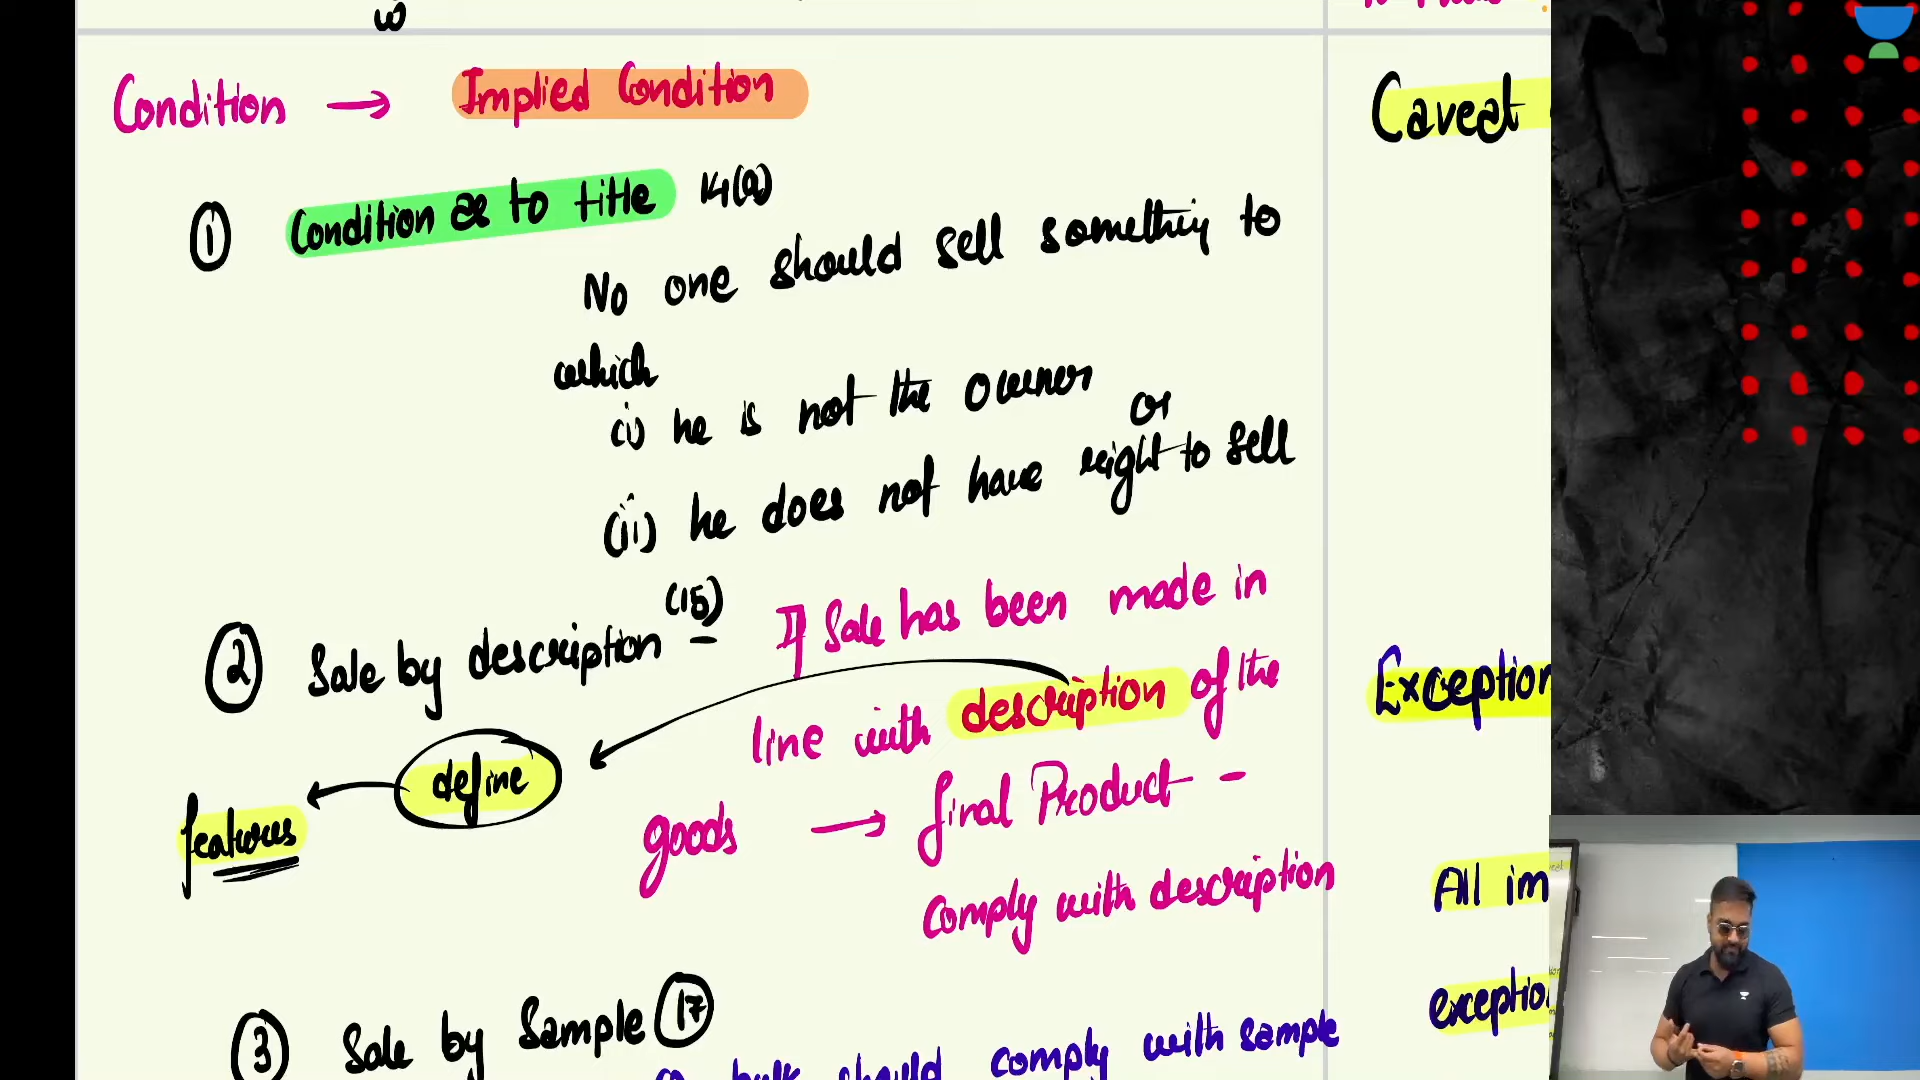 Condition → Implied Condition
① Condition as to title 14(a)
No one should sell something to
which
(i) he is not the owner or
(ii) he does not have right to sell
② Sale by description (15) – If Sale has been made in
line with description of the
define
features
goods → final Product –
comply with description
③ Sale by Sample ⑰
bulk should comply with sample
Caveat
Exception
All im
exceptio